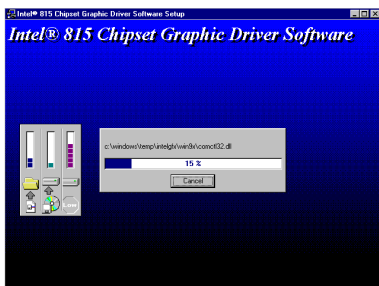 Intel® 815 Chipset Graphic Driver Software Setup
Intel® 815 Chipset Graphic Driver Software
c:\windows\temp\intelgfx\win9x\comctl32.dll
15 %
Cancel